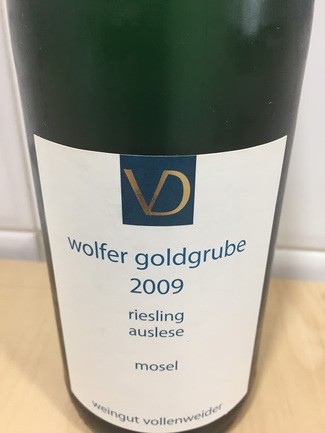 VD
wolfer goldgrube
2009
riesling
auslese
mosel
weingut vollenweider